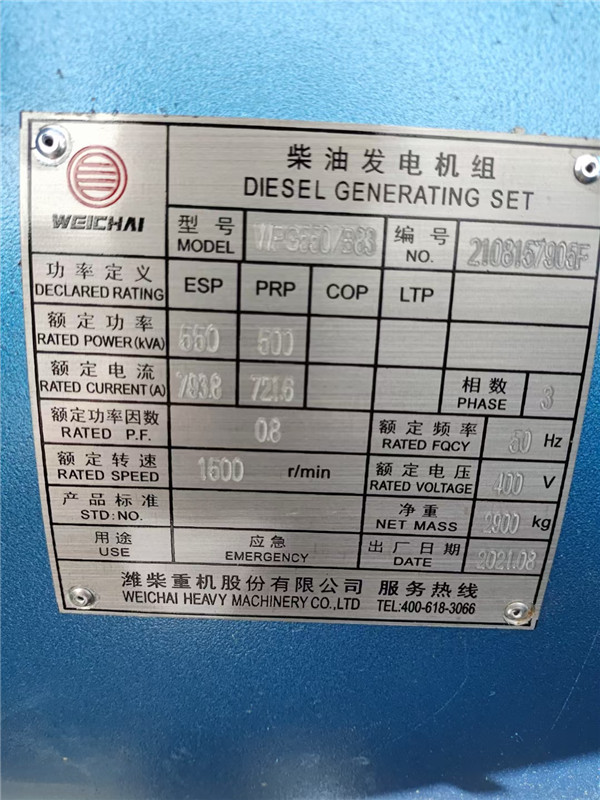 柴油发电机组
DIESEL GENERATING SET
WEICHAI
型号 MODEL 编号 NO. 2108157905F
功率定义 DECLARED RATING ESP PRP COP LTP
额定功率 RATED POWER(kVA) 550 500
额定电流 RATED CURRENT(A) 793.8 721.6 相数 PHASE 3
额定功率因数 RATED P.F. 0.8 额定频率 RATED FQCY 50 Hz
额定转速 RATED SPEED 1500 r/min 额定电压 RATED VOLTAGE 400 V
产品标准 STD:NO. 净重 NET MASS kg
用途 USE 应急 EMERGENCY 出厂日期 DATE 2021.08
潍柴重机股份有限公司 服务热线
WEICHAI HEAVY MACHINERY CO.,LTD TEL:400-618-3066